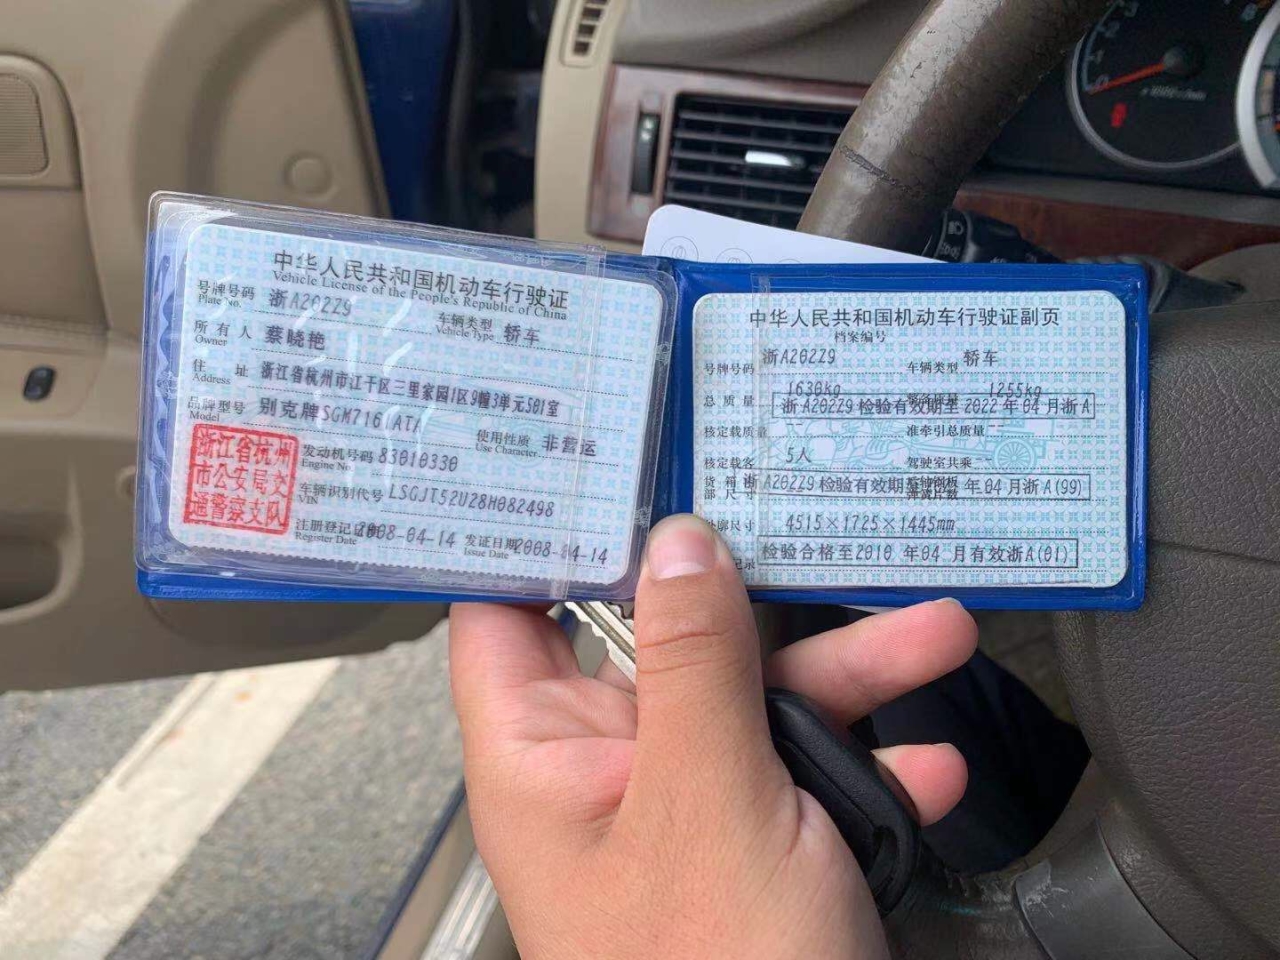 中华人民共和国机动车行驶证
Vehicle License of the People's Republic of China
号牌号码 浙A20ZZ9 车辆类型 轿车
Plate No. Vehicle Type
所有人 蔡晓艳
Owner
住址 浙江省杭州市江干区三里家园1区9幢3单元501室
Address
品牌型号 别克牌SGM7161ATA 使用性质 非营运
Model Use Character
浙江省杭州市公安局交通警察支队
发动机号码 83010330
Engine No.
车辆识别代号 LSGJT52U28H082498
VIN
注册登记日期 2008-04-14 发证日期 2008-04-14
Register Date Issue Date
中华人民共和国机动车行驶证副页
档案编号
号牌号码 浙A20ZZ9 车辆类型 轿车
总质量 1630kg 1255kg
浙A20ZZ9检验有效期至2022年04月浙A
核定载质量 -- 准牵引总质量 --
核定载客 5人 驾驶室共乘 --
货箱部尺寸
浙A20ZZ9检验有效期至 年04月浙A(99)
外廓尺寸 4515×1725×1445mm
检验合格至2010年04月有效浙A(01)